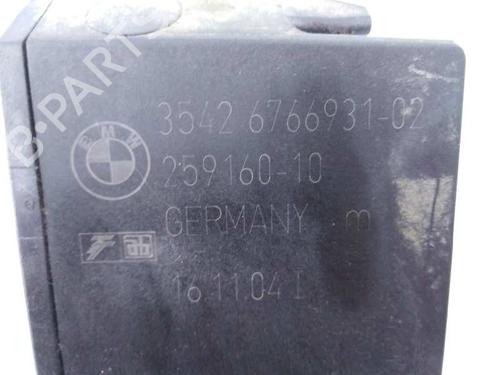 B-PARTS
BMW
3542 6766931-02
259160-10
GERMANY m
16.11.04 I